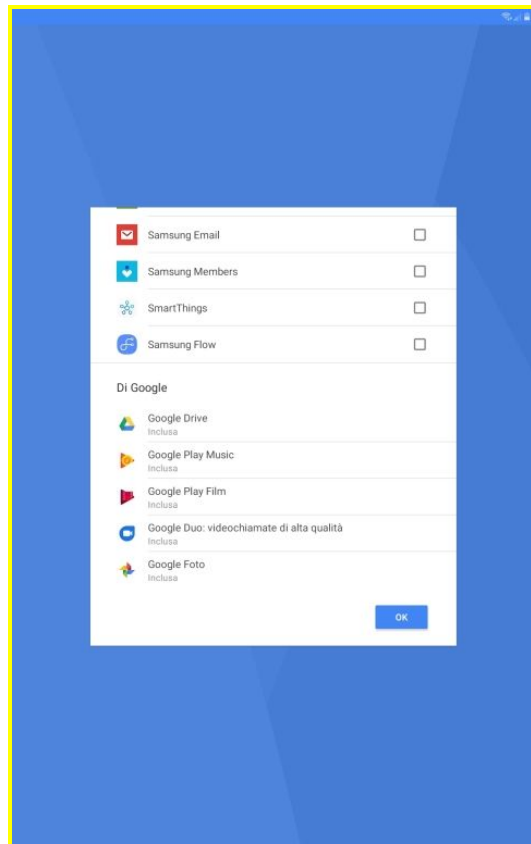 Samsung Email
Samsung Members
SmartThings
Samsung Flow
Di Google
Google Drive
Inclusa
Google Play Music
Inclusa
Google Play Film
Inclusa
Google Duo: videochiamate di alta qualità
Inclusa
Google Foto
Inclusa
OK